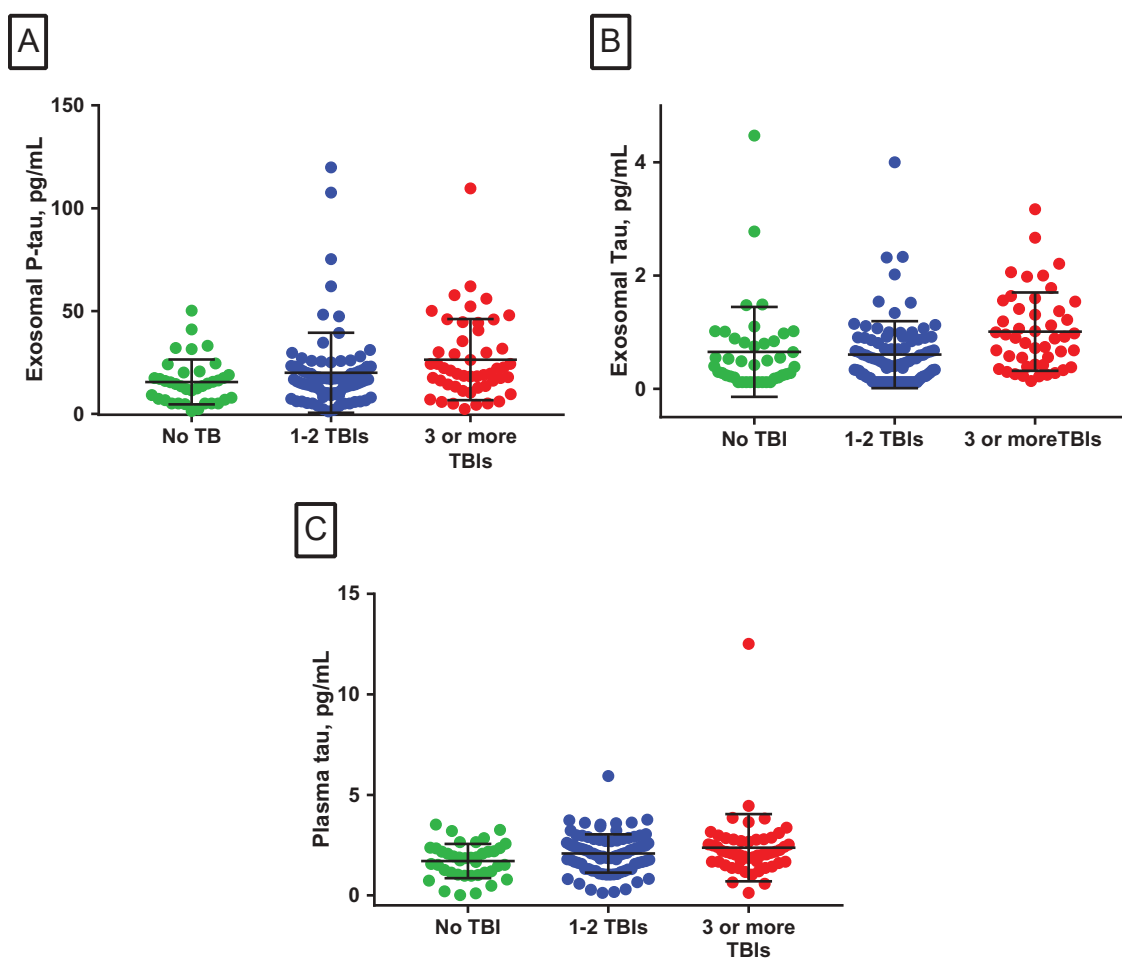 A
Exosomal P-tau, pg/mL
150
100
50
0
No TB
1-2 TBIs
3 or more
TBIs
B
Exosomal Tau, pg/mL
4
2
0
No TBI
1-2 TBIs
3 or moreTBIs
C
Plasma tau, pg/mL
15
10
5
0
No TBI
1-2 TBIs
3 or more
TBIs